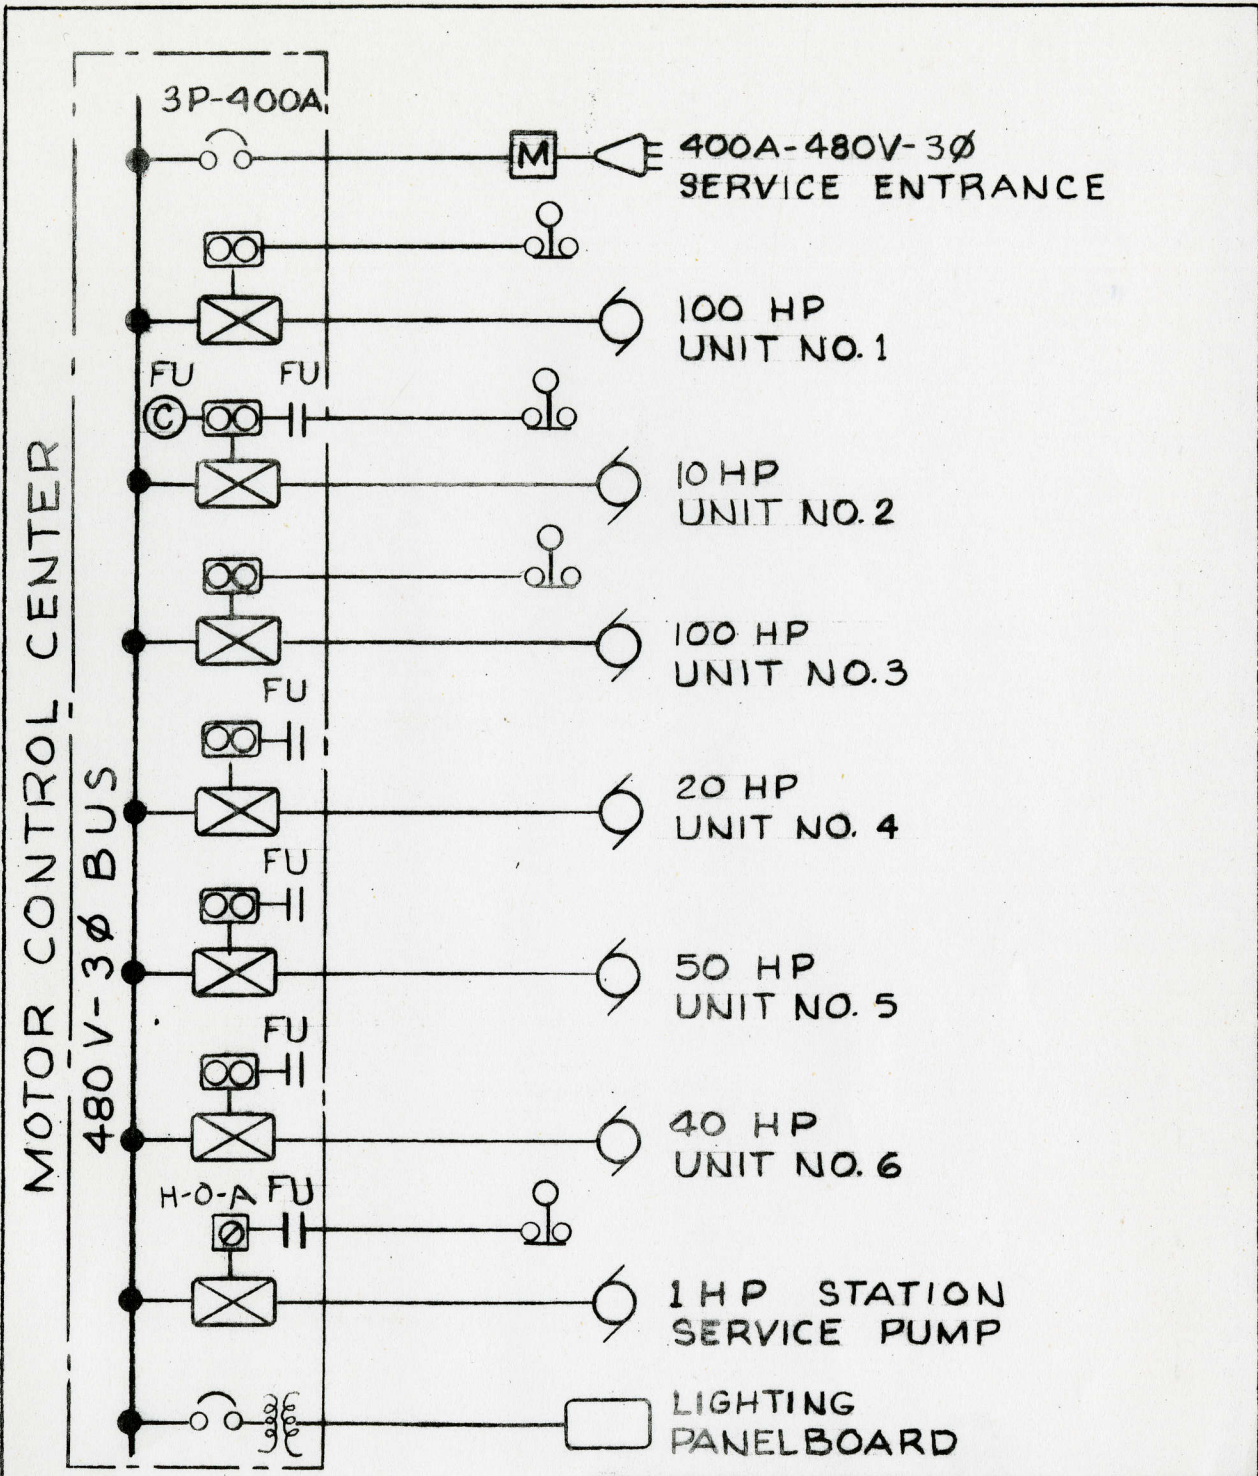 3P-400A
M
400A-480V-3Ø
SERVICE ENTRANCE
100 HP
UNIT NO. 1
FU
FU
C
10 HP
UNIT NO. 2
100 HP
UNIT NO. 3
FU
20 HP
UNIT NO. 4
FU
50 HP
UNIT NO. 5
FU
40 HP
UNIT NO. 6
H-O-A FU
1 HP STATION
SERVICE PUMP
LIGHTING
PANELBOARD
MOTOR CONTROL CENTER
480V-3Ø BUS